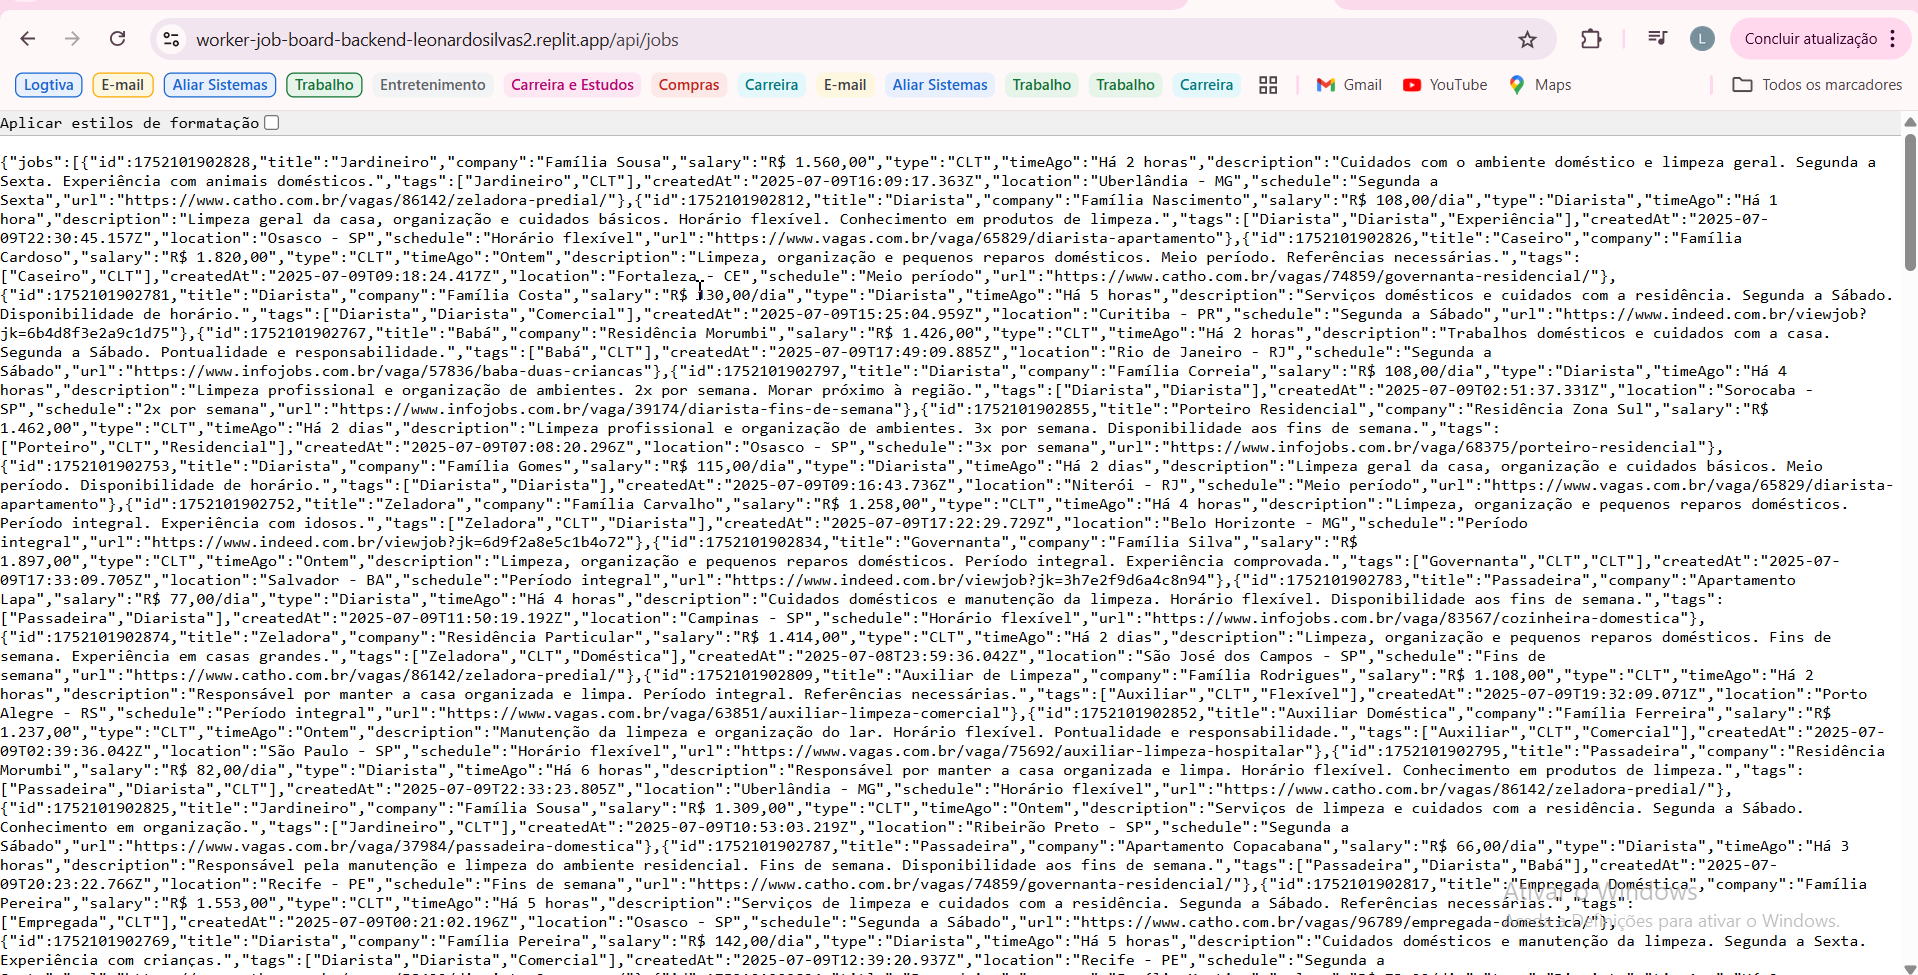 worker-job-board-backend-leonardosilvas2.replit.app/api/jobs
L
Concluir atualização
Logtiva E-mail Aliar Sistemas Trabalho Entretenimento Carreira e Estudos Compras Carreira E-mail Aliar Sistemas Trabalho Trabalho Carreira Gmail YouTube Maps Todos os marcadores
Aplicar estilos de formatação
{"jobs":[{"id":1752101902828,"title":"Jardineiro","company":"Família Sousa","salary":"R$ 1.560,00","type":"CLT","timeAgo":"Há 2 horas","description":"Cuidados com o ambiente doméstico e limpeza geral. Segunda a
Sexta. Experiência com animais domésticos.","tags":["Jardineiro","CLT"],"createdAt":"2025-07-09T16:09:17.363Z","location":"Uberlândia - MG","schedule":"Segunda a
Sexta","url":"https://www.catho.com.br/vagas/86142/zeladora-predial/"},{"id":1752101902812,"title":"Diarista","company":"Família Nascimento","salary":"R$ 108,00/dia","type":"Diarista","timeAgo":"Há 1
hora","description":"Limpeza geral da casa, organização e cuidados básicos. Horário flexível. Conhecimento em produtos de limpeza.","tags":["Diarista","Diarista","Experiência"],"createdAt":"2025-07-
09T22:30:45.157Z","location":"Osasco - SP","schedule":"Horário flexível","url":"https://www.vagas.com.br/vaga/65829/diarista-apartamento"},{"id":1752101902826,"title":"Caseiro","company":"Família
Cardoso","salary":"R$ 1.820,00","type":"CLT","timeAgo":"Ontem","description":"Limpeza, organização e pequenos reparos domésticos. Meio período. Referências necessárias.","tags":
["Caseiro","CLT"],"createdAt":"2025-07-09T09:18:24.417Z","location":"Fortaleza - CE","schedule":"Meio período","url":"https://www.catho.com.br/vagas/74859/governanta-residencial/"},
{"id":1752101902781,"title":"Diarista","company":"Família Costa","salary":"R$ 130,00/dia","type":"Diarista","timeAgo":"Há 5 horas","description":"Serviços domésticos e cuidados com a residência. Segunda a Sábado.
Disponibilidade de horário.","tags":["Diarista","Diarista","Comercial"],"createdAt":"2025-07-09T15:25:04.959Z","location":"Curitiba - PR","schedule":"Segunda a Sábado","url":"https://www.indeed.com.br/viewjob?
jk=6b4d8f3e2a9c1d75"},{"id":1752101902767,"title":"Babá","company":"Residência Morumbi","salary":"R$ 1.426,00","type":"CLT","timeAgo":"Há 2 horas","description":"Trabalhos domésticos e cuidados com a casa.
Segunda a Sábado. Pontualidade e responsabilidade.","tags":["Babá","CLT"],"createdAt":"2025-07-09T17:49:09.885Z","location":"Rio de Janeiro - RJ","schedule":"Segunda a
Sábado","url":"https://www.infojobs.com.br/vaga/57836/baba-duas-criancas"},{"id":1752101902797,"title":"Diarista","company":"Família Correia","salary":"R$ 108,00/dia","type":"Diarista","timeAgo":"Há 4
horas","description":"Limpeza profissional e organização de ambientes. 2x por semana. Morar próximo à região.","tags":["Diarista","Diarista"],"createdAt":"2025-07-09T02:51:37.331Z","location":"Sorocaba -
SP","schedule":"2x por semana","url":"https://www.infojobs.com.br/vaga/39174/diarista-fins-de-semana"},{"id":1752101902855,"title":"Porteiro Residencial","company":"Residência Zona Sul","salary":"R$
1.462,00","type":"CLT","timeAgo":"Há 2 dias","description":"Limpeza profissional e organização de ambientes. 3x por semana. Disponibilidade aos fins de semana.","tags":
["Porteiro","CLT","Residencial"],"createdAt":"2025-07-09T07:08:20.296Z","location":"Osasco - SP","schedule":"3x por semana","url":"https://www.infojobs.com.br/vaga/68375/porteiro-residencial"},
{"id":1752101902753,"title":"Diarista","company":"Família Gomes","salary":"R$ 115,00/dia","type":"Diarista","timeAgo":"Há 2 dias","description":"Limpeza geral da casa, organização e cuidados básicos. Meio
período. Disponibilidade de horário.","tags":["Diarista","Diarista"],"createdAt":"2025-07-09T09:16:43.736Z","location":"Niterói - RJ","schedule":"Meio período","url":"https://www.vagas.com.br/vaga/65829/diarista-
apartamento"},{"id":1752101902752,"title":"Zeladora","company":"Família Carvalho","salary":"R$ 1.258,00","type":"CLT","timeAgo":"Há 4 horas","description":"Limpeza, organização e pequenos reparos domésticos.
Período integral. Experiência com idosos.","tags":["Zeladora","CLT","Diarista"],"createdAt":"2025-07-09T17:22:29.729Z","location":"Belo Horizonte - MG","schedule":"Período
integral","url":"https://www.indeed.com.br/viewjob?jk=6d9f2a8e5c1b4o72"},{"id":1752101902834,"title":"Governanta","company":"Família Silva","salary":"R$
1.897,00","type":"CLT","timeAgo":"Ontem","description":"Limpeza, organização e pequenos reparos domésticos. Período integral. Experiência comprovada.","tags":["Governanta","CLT","CLT"],"createdAt":"2025-07-
09T17:33:09.705Z","location":"Salvador - BA","schedule":"Período integral","url":"https://www.indeed.com.br/viewjob?jk=3h7e2f9d6a4c8n94"},{"id":1752101902783,"title":"Passadeira","company":"Apartamento
Lapa","salary":"R$ 77,00/dia","type":"Diarista","timeAgo":"Há 4 horas","description":"Cuidados domésticos e manutenção da limpeza. Horário flexível. Disponibilidade aos fins de semana.","tags":
["Passadeira","Diarista"],"createdAt":"2025-07-09T11:50:19.192Z","location":"Campinas - SP","schedule":"Horário flexível","url":"https://www.infojobs.com.br/vaga/83567/cozinheira-domestica"},
{"id":1752101902874,"title":"Zeladora","company":"Residência Particular","salary":"R$ 1.414,00","type":"CLT","timeAgo":"Há 2 dias","description":"Limpeza, organização e pequenos reparos domésticos. Fins de
semana. Experiência em casas grandes.","tags":["Zeladora","CLT","Doméstica"],"createdAt":"2025-07-08T23:59:36.042Z","location":"São José dos Campos - SP","schedule":"Fins de
semana","url":"https://www.catho.com.br/vagas/86142/zeladora-predial/"},{"id":1752101902809,"title":"Auxiliar de Limpeza","company":"Família Rodrigues","salary":"R$ 1.108,00","type":"CLT","timeAgo":"Há 2
horas","description":"Responsável por manter a casa organizada e limpa. Período integral. Referências necessárias.","tags":["Auxiliar","CLT","Flexível"],"createdAt":"2025-07-09T19:32:09.071Z","location":"Porto
Alegre - RS","schedule":"Período integral","url":"https://www.vagas.com.br/vaga/63851/auxiliar-limpeza-comercial"},{"id":1752101902852,"title":"Auxiliar Doméstica","company":"Família Ferreira","salary":"R$
1.237,00","type":"CLT","timeAgo":"Ontem","description":"Manutenção da limpeza e organização do lar. Horário flexível. Pontualidade e responsabilidade.","tags":["Auxiliar","CLT","Comercial"],"createdAt":"2025-07-
09T02:39:36.042Z","location":"São Paulo - SP","schedule":"Horário flexível","url":"https://www.vagas.com.br/vaga/75692/auxiliar-limpeza-hospitalar"},{"id":1752101902795,"title":"Passadeira","company":"Residência
Morumbi","salary":"R$ 82,00/dia","type":"Diarista","timeAgo":"Há 6 horas","description":"Responsável por manter a casa organizada e limpa. Horário flexível. Conhecimento em produtos de limpeza.","tags":
["Passadeira","Diarista","CLT"],"createdAt":"2025-07-09T22:33:23.805Z","location":"Uberlândia - MG","schedule":"Horário flexível","url":"https://www.catho.com.br/vagas/86142/zeladora-predial/"},
{"id":1752101902825,"title":"Jardineiro","company":"Família Sousa","salary":"R$ 1.309,00","type":"CLT","timeAgo":"Ontem","description":"Serviços de limpeza e cuidados com a residência. Segunda a Sábado.
Conhecimento em organização.","tags":["Jardineiro","CLT"],"createdAt":"2025-07-09T10:53:03.219Z","location":"Ribeirão Preto - SP","schedule":"Segunda a
Sábado","url":"https://www.vagas.com.br/vaga/37984/passadeira-domestica"},{"id":1752101902787,"title":"Passadeira","company":"Apartamento Copacabana","salary":"R$ 66,00/dia","type":"Diarista","timeAgo":"Há 3
horas","description":"Responsável pela manutenção e limpeza do ambiente residencial. Fins de semana. Disponibilidade aos fins de semana.","tags":["Passadeira","Diarista","Babá"],"createdAt":"2025-07-
09T20:23:22.766Z","location":"Recife - PE","schedule":"Fins de semana","url":"https://www.catho.com.br/vagas/74859/governanta-residencial/"},{"id":1752101902817,"title":"Empregada Doméstica","company":"Família
Pereira","salary":"R$ 1.553,00","type":"CLT","timeAgo":"Há 5 horas","description":"Serviços de limpeza e cuidados com a residência. Segunda a Sábado. Referências necessárias.","tags":
["Empregada","CLT"],"createdAt":"2025-07-09T00:21:02.196Z","location":"Osasco - SP","schedule":"Segunda a Sábado","url":"https://www.catho.com.br/vagas/96789/empregada-domestica/"},
{"id":1752101902769,"title":"Diarista","company":"Família Pereira","salary":"R$ 142,00/dia","type":"Diarista","timeAgo":"Há 5 horas","description":"Cuidados domésticos e manutenção da limpeza. Segunda a Sexta.
Experiência com crianças.","tags":["Diarista","Diarista","Comercial"],"createdAt":"2025-07-09T12:39:20.937Z","location":"Recife - PE","schedule":"Segunda a
Ativar o Windows
Acesse Definições para ativar o Windows.